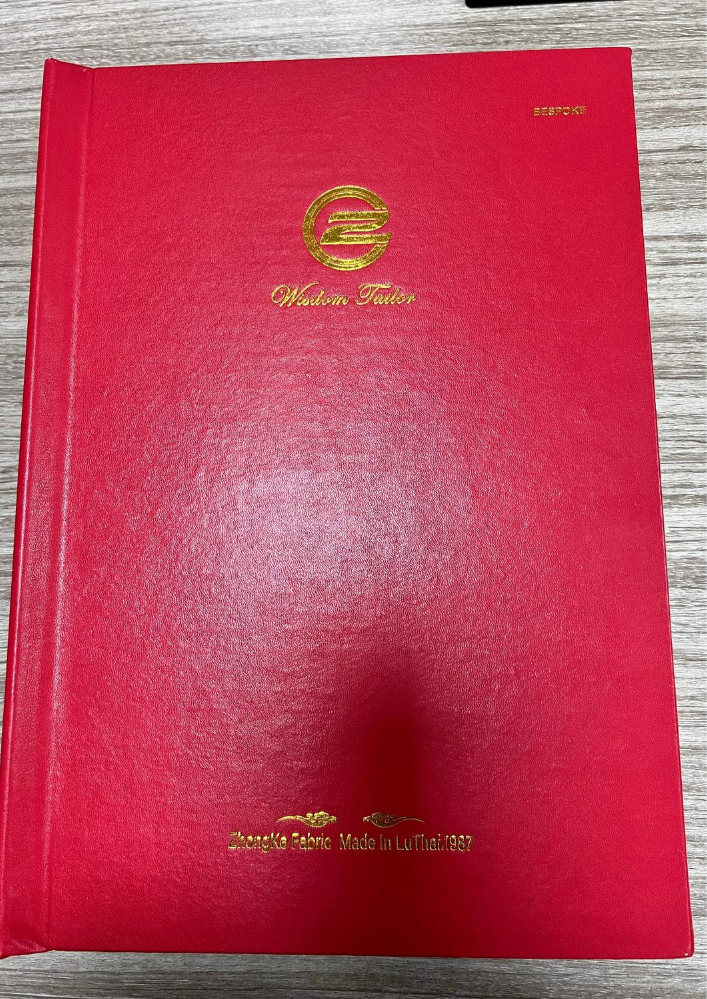 BESPOKE
Wisdom Tailor
ZhongKe Fabric Made In LuThai.1987